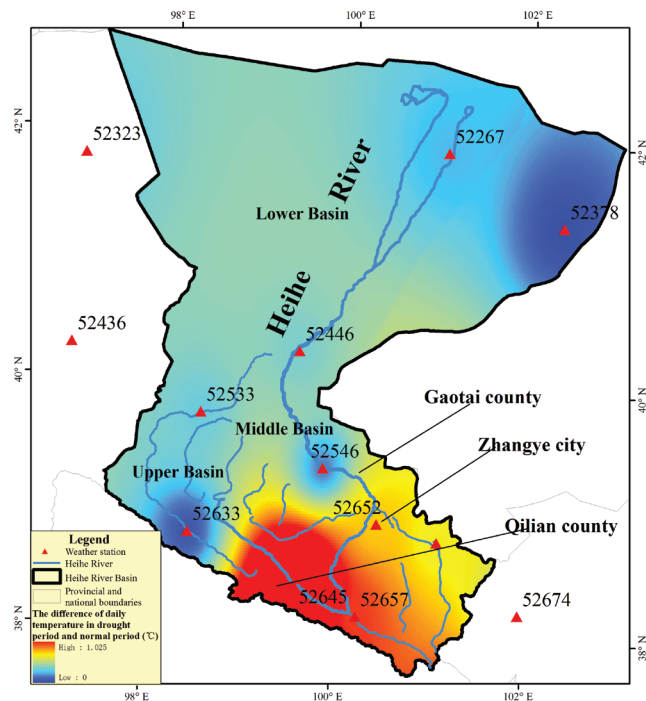 98° E 100° E 102° E
42° N
52323
52267
42° N
River
Lower Basin
52378
Heihe
52436
52446
40° N
52533
40° N
Gaotai county
Middle Basin
52546
Zhangye city
Upper Basin
52633
52652
Qilian county
Legend
Weather station
Heihe River
Heihe River Basin
Provincial and
national boundaries
The difference of daily
temperature in drought
period and normal period (℃)
High : 1.025
Low : 0
52645
52657
52674
38° N
38° N
98° E 100° E 102° E